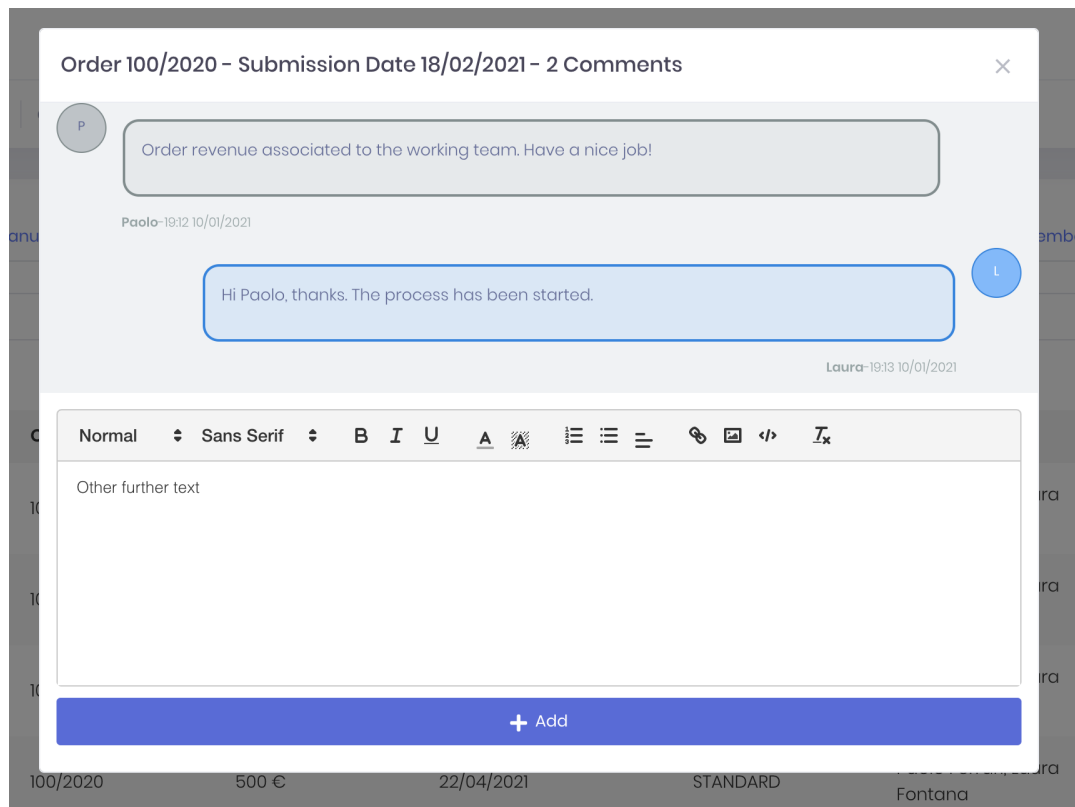 Order 100/2020 - Submission Date 18/02/2021 - 2 Comments
P
Order revenue associated to the working team. Have a nice job!
Paolo-19:12 10/01/2021
L
Hi Paolo, thanks. The process has been started.
Laura-19:13 10/01/2021
Normal Sans Serif B I U A A
Other further text
Add
100/2020 500 € 22/04/2021 STANDARD
Fontana